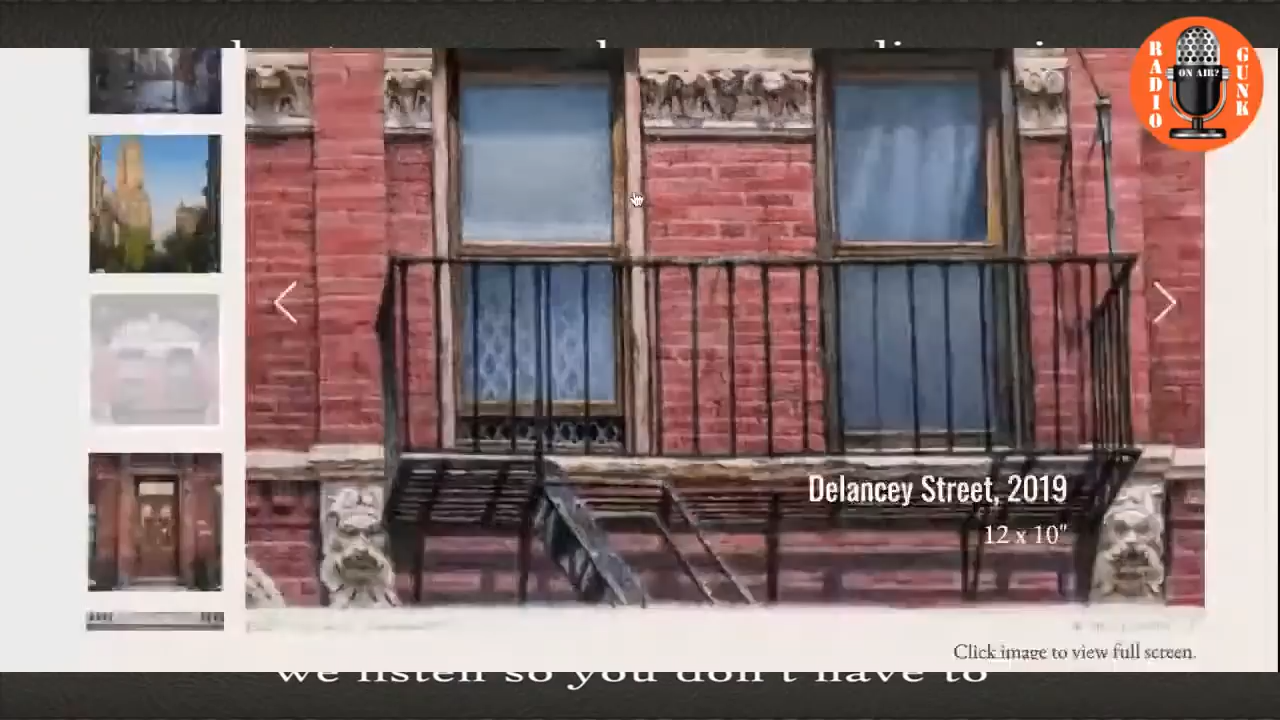 RADIO
ON AIR?
GUNK
Delancey Street, 2019
12 x 10"
Click image to view full screen.
we listen so you don't have to